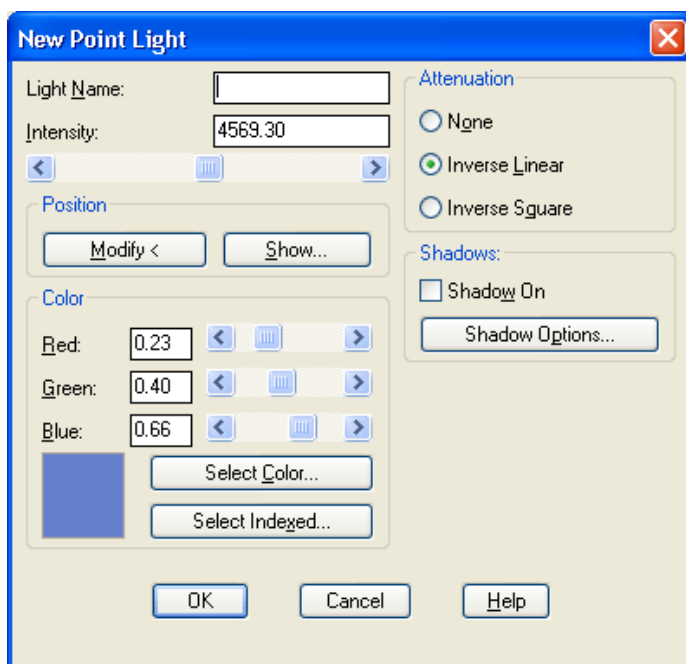 New Point Light
Light Name:
Intensity: 4569.30
Position
Modify < Show...
Color
Red: 0.23
Green: 0.40
Blue: 0.66
Select Color...
Select Indexed...
Attenuation
None
Inverse Linear
Inverse Square
Shadows:
Shadow On
Shadow Options...
OK Cancel Help